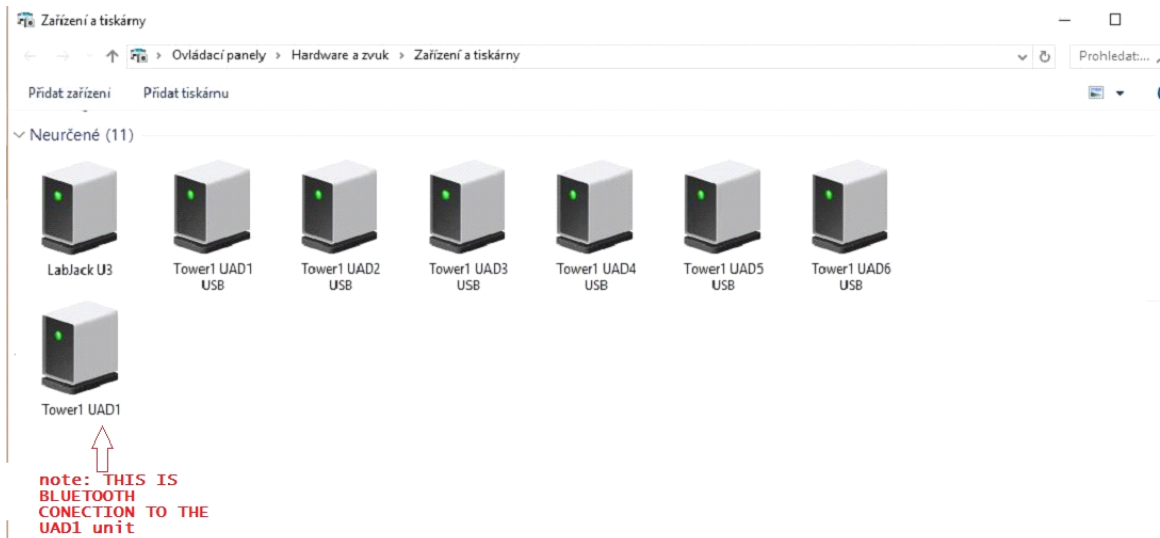 Zařízení a tiskárny
Ovládací panely > Hardware a zvuk > Zařízení a tiskárny
Prohledat:...
Přidat zařízení Přidat tiskárnu
Neurčené (11)
LabJack U3
Tower1 UAD1
USB
Tower1 UAD2
USB
Tower1 UAD3
USB
Tower1 UAD4
USB
Tower1 UAD5
USB
Tower1 UAD6
USB
Tower1 UAD1
note: THIS IS
BLUETOOTH
CONECTION TO THE
UAD1 unit